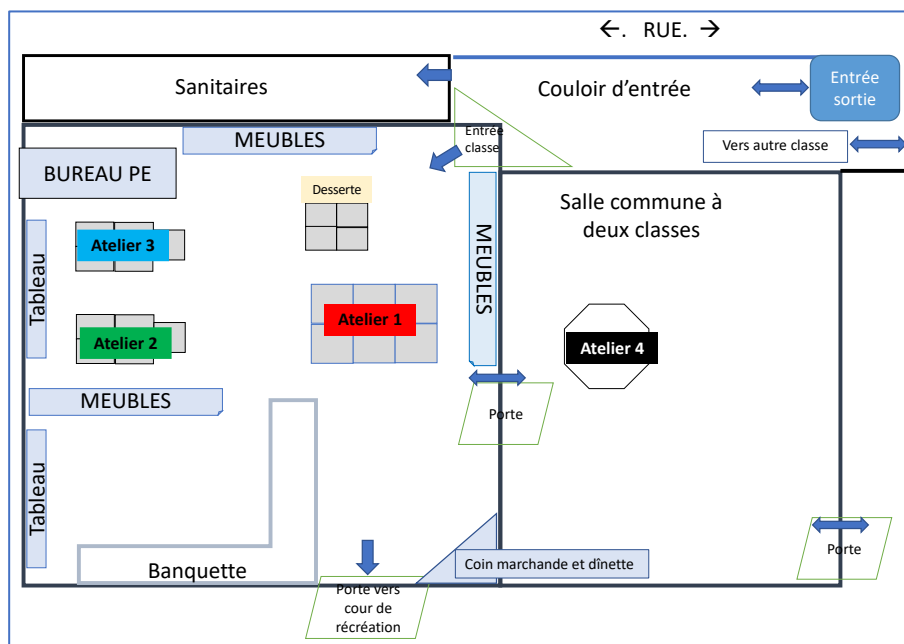 ←. RUE. →
Sanitaires
Couloir d'entrée
Entrée
sortie
Entrée
classe
Vers autre classe
MEUBLES
BUREAU PE
Desserte
Salle commune à
deux classes
Tableau
Atelier 3
MEUBLES
Atelier 1
Atelier 2
Atelier 4
MEUBLES
Porte
Tableau
Porte
Banquette
Coin marchande et dînette
Porte vers
cour de
récréation